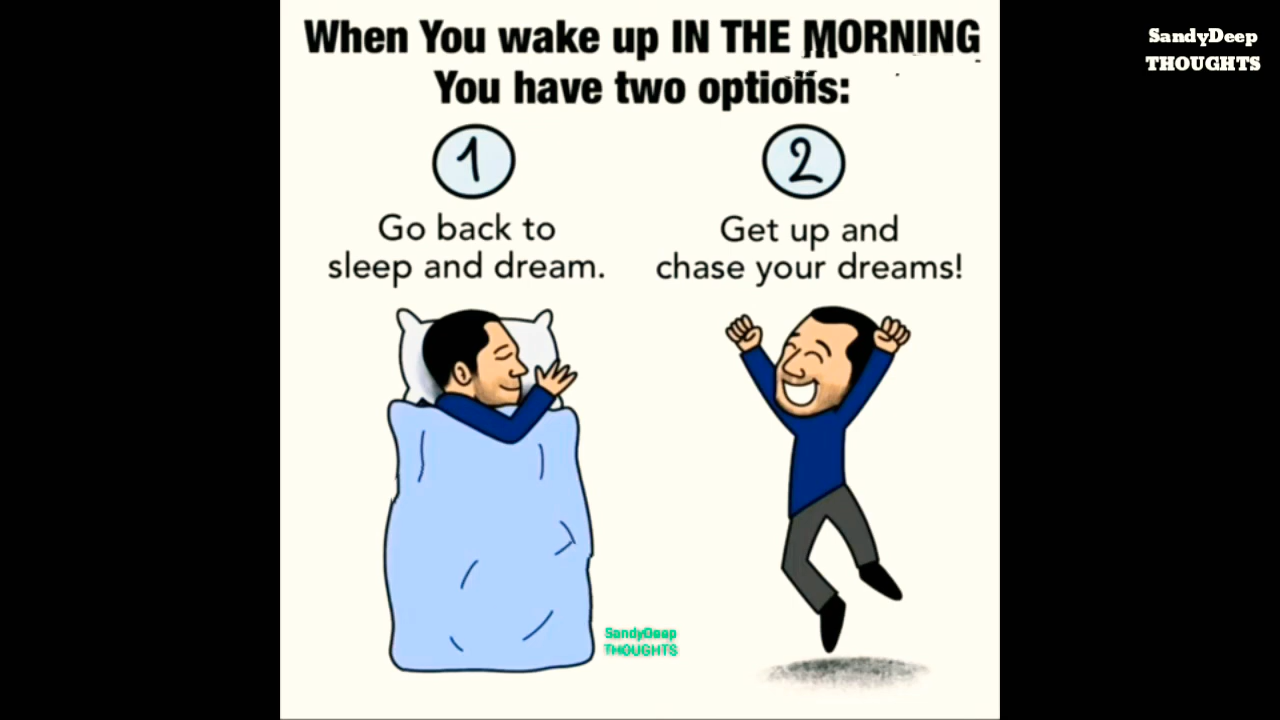 When You wake up IN THE MORNING
You have two options:
1
2
Go back to
sleep and dream.
Get up and
chase your dreams!
SandyDeep
THOUGHTS
SandyDeep
THOUGHTS